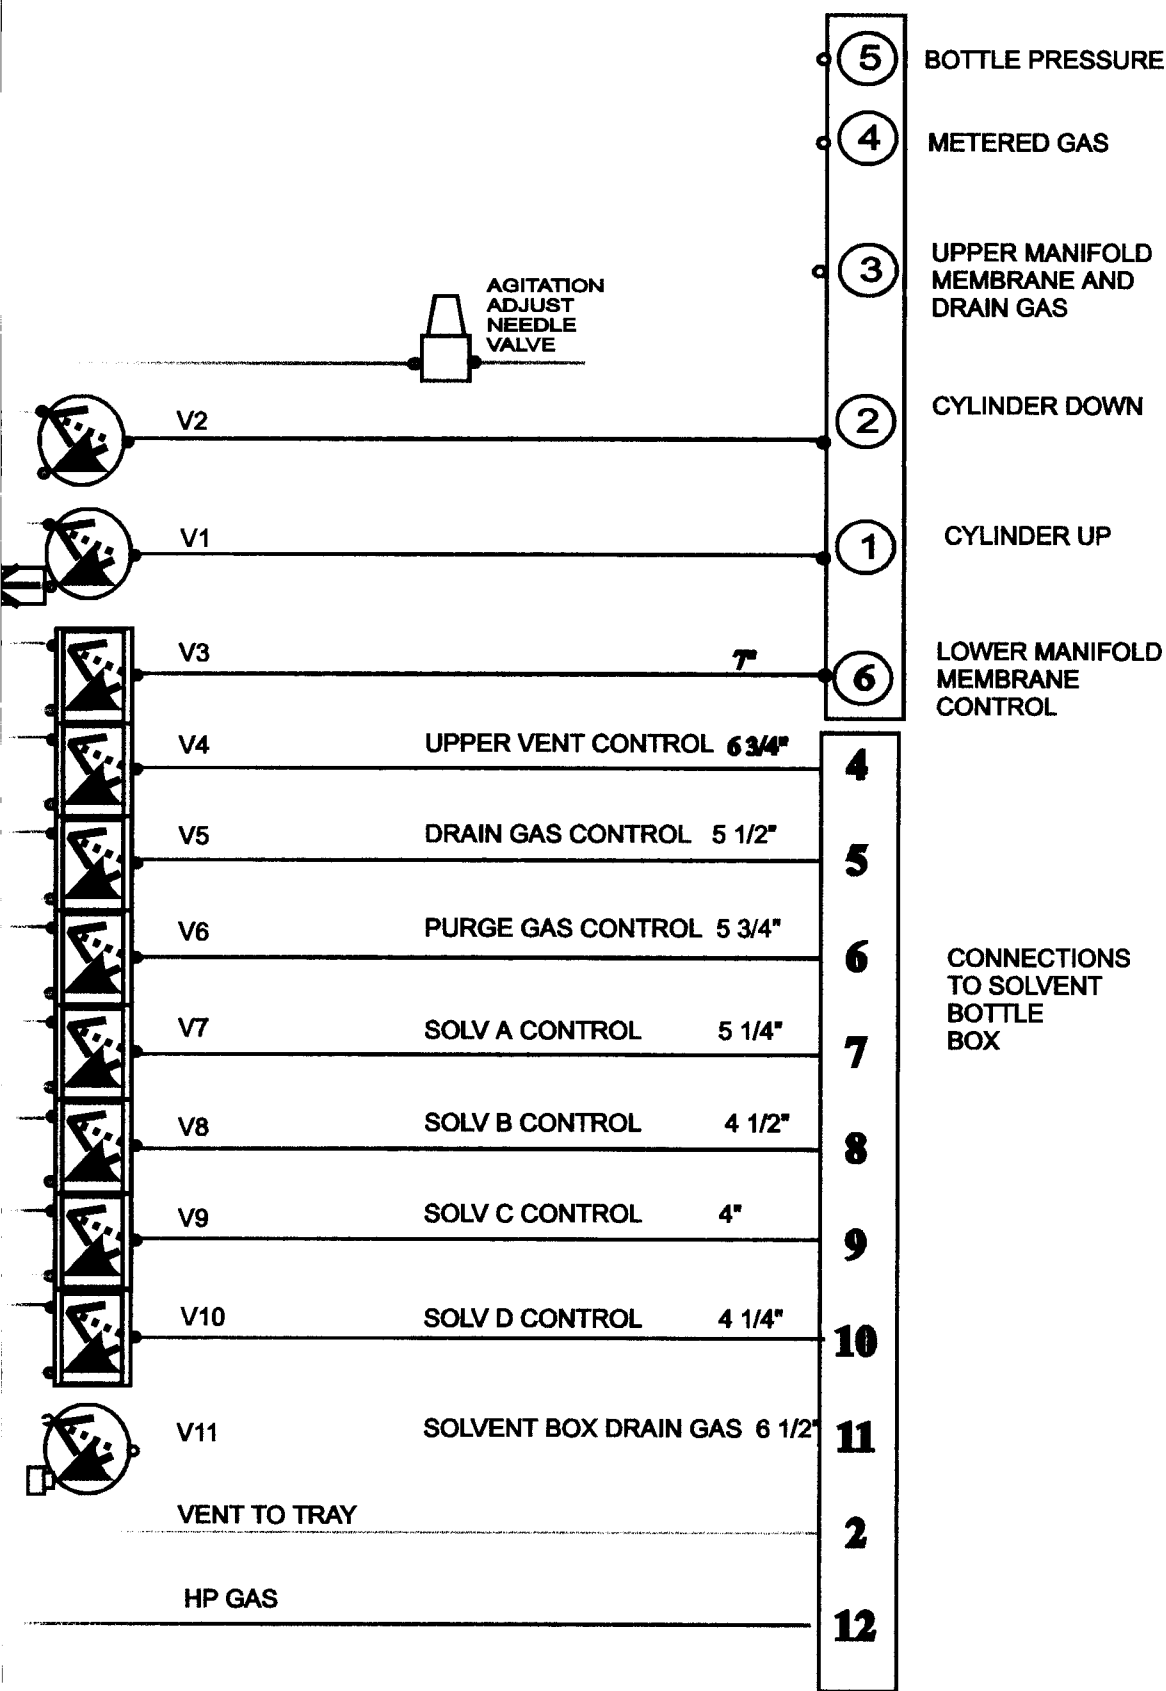 5 BOTTLE PRESSURE
4 METERED GAS
3 UPPER MANIFOLD
MEMBRANE AND
DRAIN GAS
AGITATION
ADJUST
NEEDLE
VALVE
V2 2 CYLINDER DOWN
V1 1 CYLINDER UP
V3 7" 6 LOWER MANIFOLD
MEMBRANE
CONTROL
V4 UPPER VENT CONTROL 6 3/4" 4
V5 DRAIN GAS CONTROL 5 1/2" 5
V6 PURGE GAS CONTROL 5 3/4" 6
CONNECTIONS
TO SOLVENT
BOTTLE
BOX
V7 SOLV A CONTROL 5 1/4" 7
V8 SOLV B CONTROL 4 1/2" 8
V9 SOLV C CONTROL 4" 9
V10 SOLV D CONTROL 4 1/4" 10
V11 SOLVENT BOX DRAIN GAS 6 1/2" 11
VENT TO TRAY 2
HP GAS 12